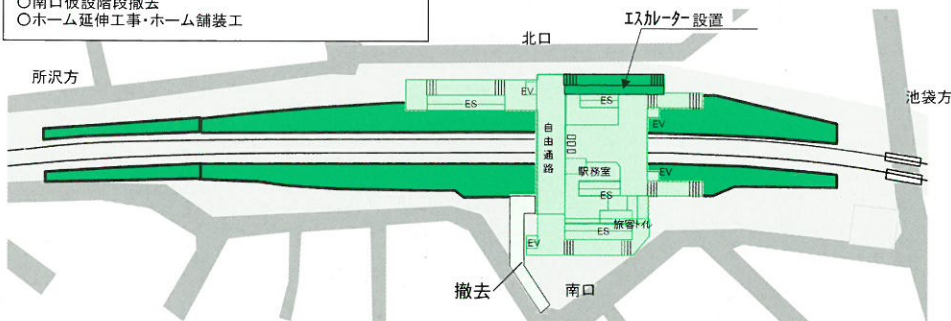 ○南口仮設階段撤去
○ホーム延伸工事・ホーム舗装工
エスカレーター設置
北口
所沢方
池袋方
EV
ES
ES
EV
自由通路
駅務室
EV
ES
旅客トイレ
ES
EV
撤去
南口